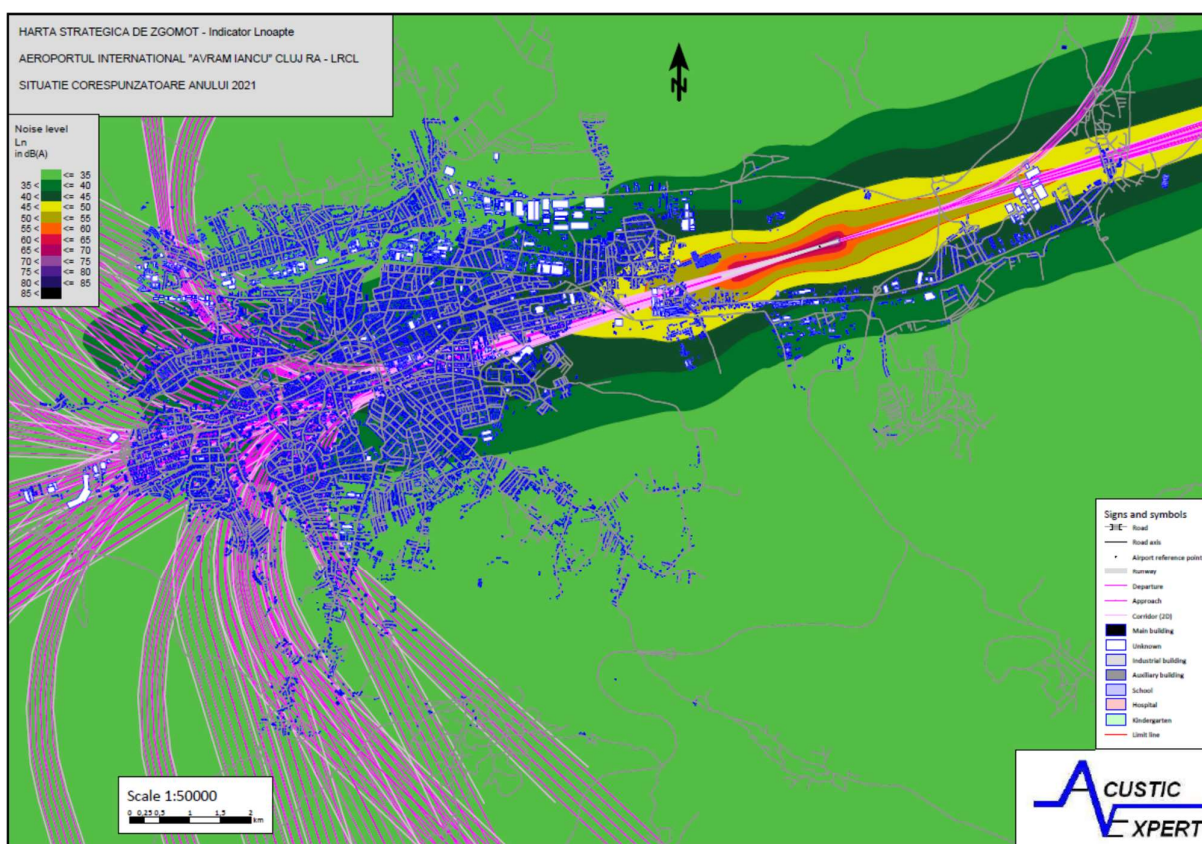 HARTA STRATEGICA DE ZGOMOT - Indicator Lnoapte
AEROPORTUL INTERNATIONAL "AVRAM IANCU" CLUJ RA - LRCL
SITUATIE CORESPUNZATOARE ANULUI 2021
N
Noise level
Ln
in dB(A)
<= 35
35 < <= 40
40 < <= 45
45 < <= 50
50 < <= 55
55 < <= 60
60 < <= 65
65 < <= 70
70 < <= 75
75 < <= 80
80 < <= 85
85 <
Signs and symbols
Road
Road axis
Airport reference point
Runway
Departure
Approach
Corridor (2D)
Main building
Unknown
Industrial building
Auxiliary building
School
Hospital
Kindergarten
Limit line
Scale 1:50000
0 0,25 0,5 1 1,5 2
km
ACUSTIC
EXPERT